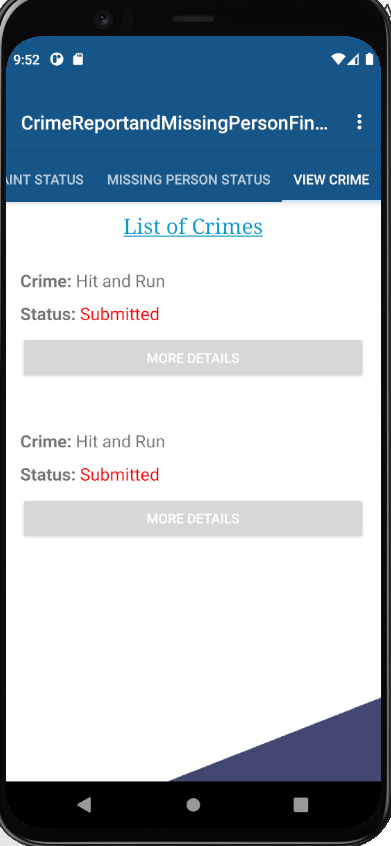 9:52
CrimeReportandMissingPersonFin...
AINT STATUS MISSING PERSON STATUS VIEW CRIME
List of Crimes
Crime: Hit and Run
Status: Submitted
MORE DETAILS
Crime: Hit and Run
Status: Submitted
MORE DETAILS